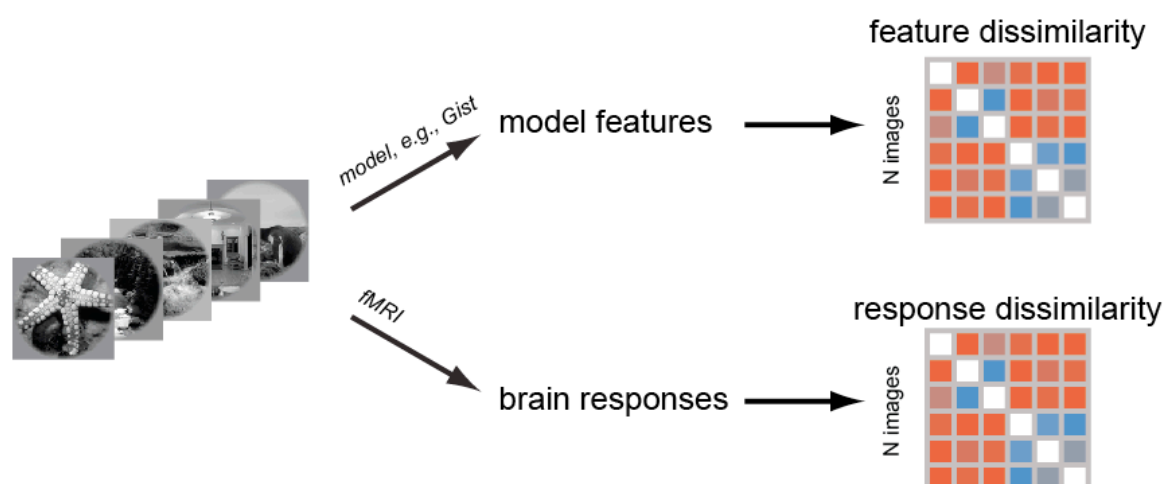 feature dissimilarity
model, e.g., Gist
model features
N images
fMRI
response dissimilarity
brain responses
N images